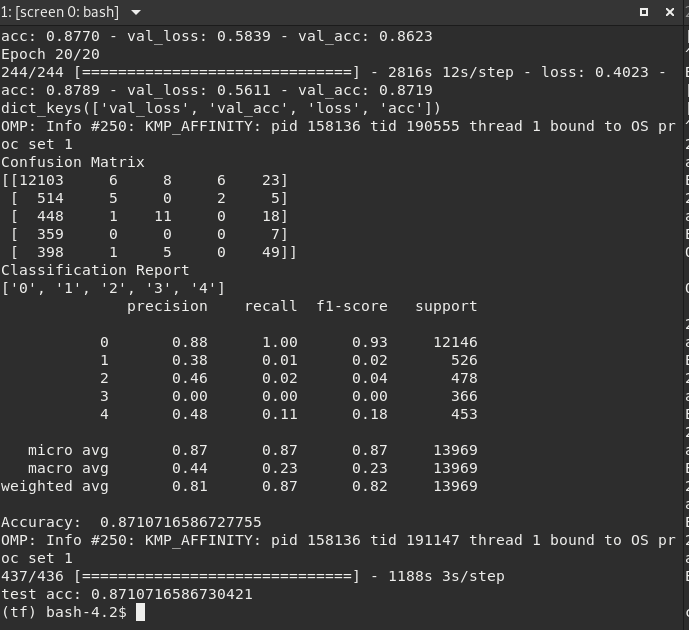 1: [screen 0: bash]
acc: 0.8770 - val_loss: 0.5839 - val_acc: 0.8623
Epoch 20/20
244/244 [==============================] - 2816s 12s/step - loss: 0.4023 -
acc: 0.8789 - val_loss: 0.5611 - val_acc: 0.8719
dict_keys(['val_loss', 'val_acc', 'loss', 'acc'])
OMP: Info #250: KMP_AFFINITY: pid 158136 tid 190555 thread 1 bound to OS pr
oc set 1
Confusion Matrix
[[12103     6     8     6    23]
 [  514     5     0     2     5]
 [  448     1    11     0    18]
 [  359     0     0     0     7]
 [  398     1     5     0    49]]
Classification Report
['0', '1', '2', '3', '4']
              precision    recall  f1-score   support
           0       0.88      1.00      0.93     12146
           1       0.38      0.01      0.02       526
           2       0.46      0.02      0.04       478
           3       0.00      0.00      0.00       366
           4       0.48      0.11      0.18       453
   micro avg       0.87      0.87      0.87     13969
   macro avg       0.44      0.23      0.23     13969
weighted avg       0.81      0.87      0.82     13969
Accuracy:  0.8710716586727755
OMP: Info #250: KMP_AFFINITY: pid 158136 tid 191147 thread 1 bound to OS pr
oc set 1
437/436 [==============================] - 1188s 3s/step
test acc: 0.8710716586730421
(tf) bash-4.2$